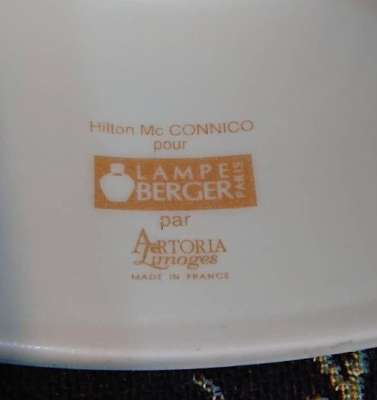 Hilton Mc CONNICO
pour
LAMPE
BERGER
PARIS
par
ARTORIA
Limoges
MADE IN FRANCE